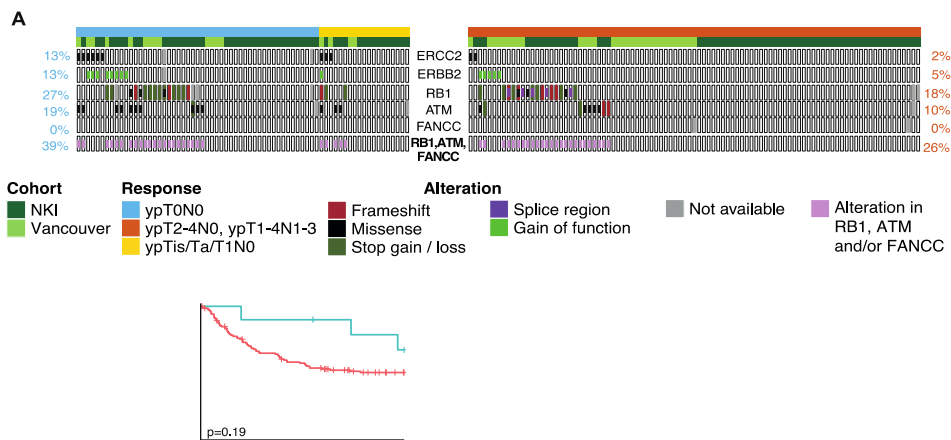 A
13% ERCC2 2%
13% ERBB2 5%
27% RB1 18%
19% ATM 10%
0% FANCC 0%
39% RB1,ATM, 26%
FANCC
Cohort Response Alteration
NKI ypT0N0 Frameshift Splice region Not available Alteration in
Vancouver ypT2-4N0, ypT1-4N1-3 Missense Gain of function RB1, ATM
ypTis/Ta/T1N0 Stop gain / loss and/or FANCC
p=0.19